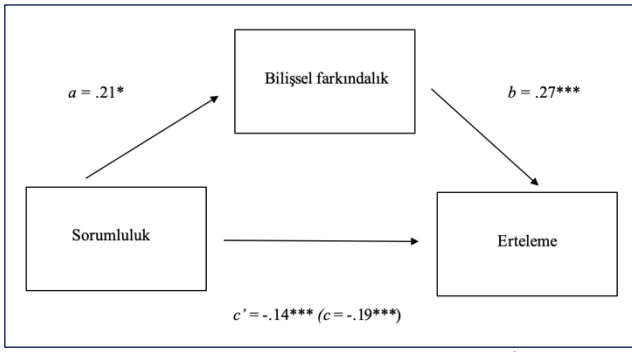 Bilişsel farkındalık
a = .21*
b = .27***
Sorumluluk
Erteleme
c’ = -.14*** (c= -.19***)